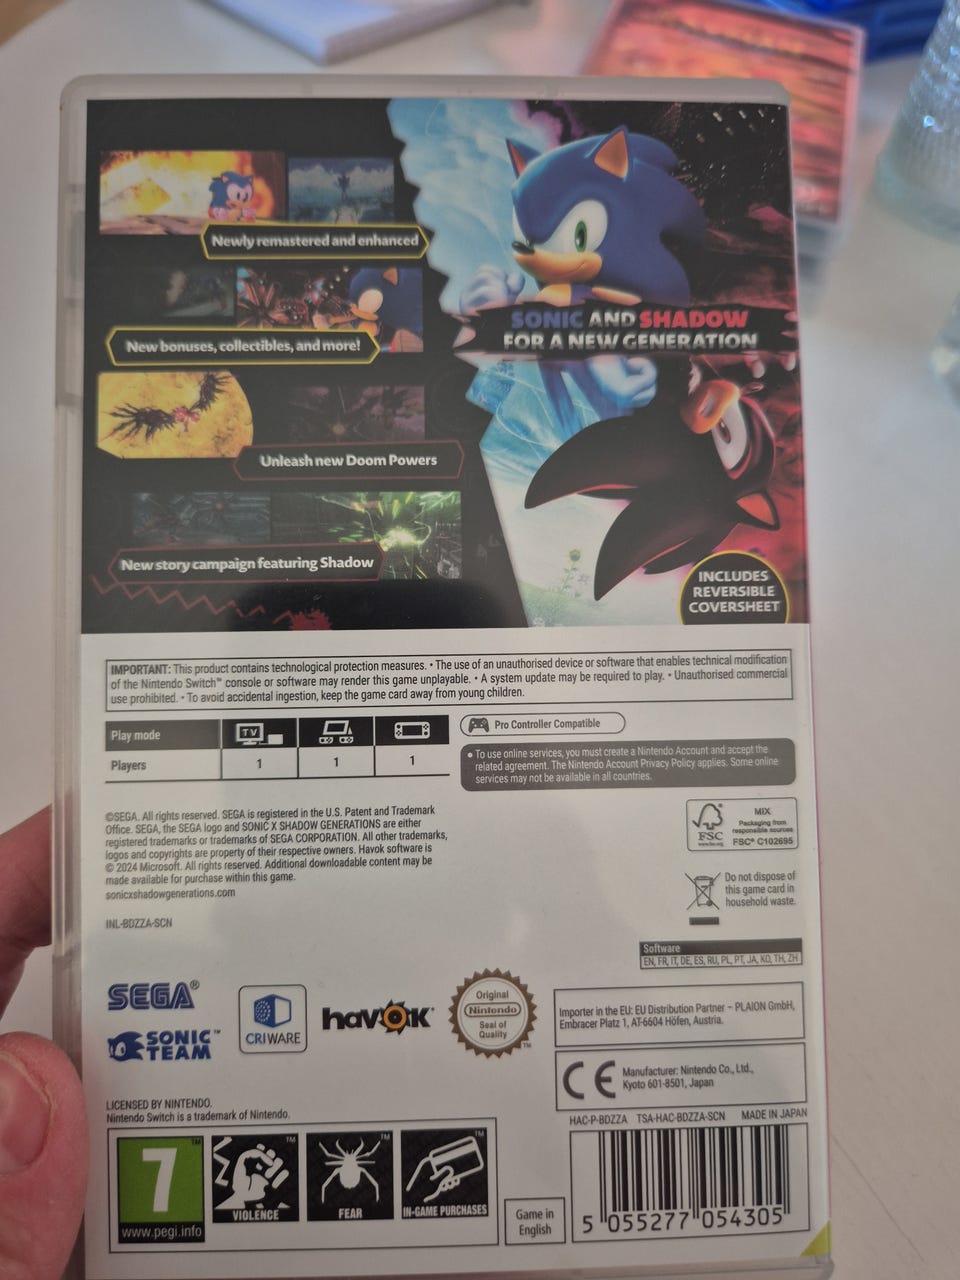 Newly remastered and enhanced
New bonuses, collectibles, and more!
Unleash new Doom Powers
New story campaign featuring Shadow
SONIC AND SHADOW
FOR A NEW GENERATION
INCLUDES
REVERSIBLE
COVERSHEET
IMPORTANT: This product contains technological protection measures. • The use of an unauthorised device or software that enables technical modification
of the Nintendo Switch™ console or software may render this game unplayable. • A system update may be required to play. • Unauthorised commercial
use prohibited. • To avoid accidental ingestion, keep the game card away from young children.
Play mode TV
Players 1 1 1
Pro Controller Compatible
• To use online services, you must create a Nintendo Account and accept the
related agreement. The Nintendo Account Privacy Policy applies. Some online
services may not be available in all countries.
©SEGA. All rights reserved. SEGA is registered in the U.S. Patent and Trademark
Office. SEGA, the SEGA logo and SONIC X SHADOW GENERATIONS are either
registered trademarks or trademarks of SEGA CORPORATION. All other trademarks,
logos and copyrights are property of their respective owners. Havok software is
© 2024 Microsoft. All rights reserved. Additional downloadable content may be
made available for purchase within this game.
sonicxshadowgenerations.com
INL-BDZZA-SCN
FSC
www.fsc.org
MIX
Packaging from
responsible sources
FSC® C102695
Do not dispose of
this game card in
household waste.
Software
EN, FR, IT, DE, ES, RU, PL, PT, JA, KO, TH, ZH
SEGA®
SONIC™
TEAM
CRIWARE
havok
Original
Nintendo
Seal of
Quality
™
Importer in the EU: EU Distribution Partner – PLAION GmbH,
Embracer Platz 1, AT-6604 Höfen, Austria.
CE
Manufacturer: Nintendo Co., Ltd.,
Kyoto 601-8501, Japan
LICENSED BY NINTENDO.
Nintendo Switch is a trademark of Nintendo.
HAC-P-BDZZA TSA-HAC-BDZZA-SCN MADE IN JAPAN
7 ™
www.pegi.info
™
VIOLENCE
™
FEAR
™
IN-GAME PURCHASES
Game in
English
5 055277 054305